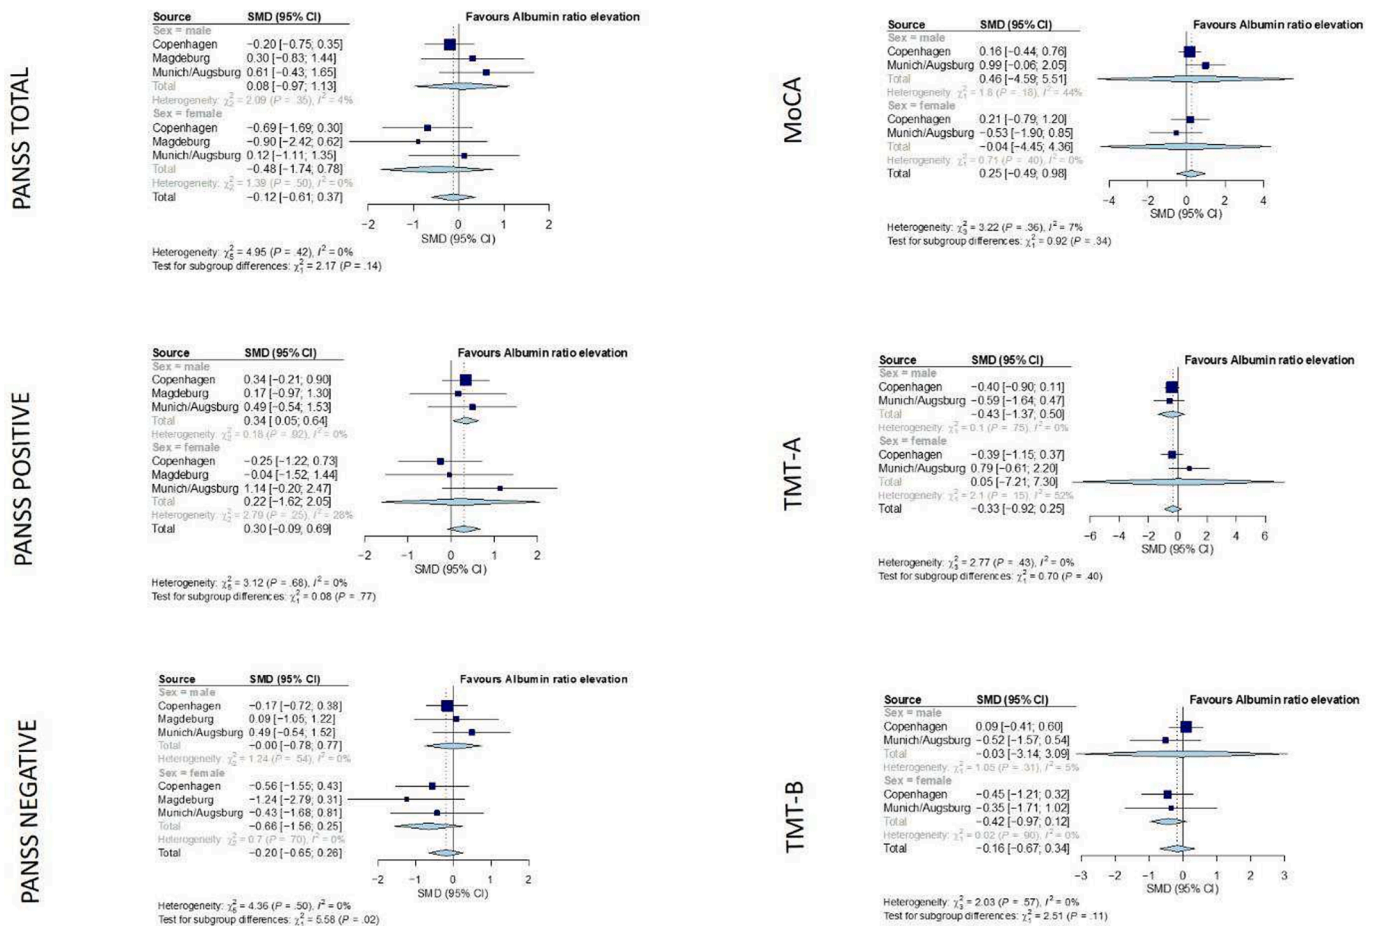 PANSS TOTAL
Source SMD (95% CI) Favours Albumin ratio elevation
Sex = male
Copenhagen −0.20 [−0.75; 0.35]
Magdeburg 0.30 [−0.83; 1.44]
Munich/Augsburg 0.61 [−0.43; 1.65]
Total 0.08 [−0.97; 1.13]
Heterogeneity: χ²₂ = 2.09 (P = .35), I² = 4%
Sex = female
Copenhagen −0.69 [−1.69; 0.30]
Magdeburg −0.90 [−2.42; 0.62]
Munich/Augsburg 0.12 [−1.11; 1.35]
Total −0.48 [−1.74; 0.78]
Heterogeneity: χ²₂ = 1.39 (P = .50), I² = 0%
Total −0.12 [−0.61; 0.37]
−2 −1 0 1 2
SMD (95% CI)
Heterogeneity: χ²₅ = 4.95 (P = .42), I² = 0%
Test for subgroup differences: χ²₁ = 2.17 (P = .14)
MoCA
Source SMD (95% CI) Favours Albumin ratio elevation
Sex = male
Copenhagen 0.16 [−0.44; 0.76]
Munich/Augsburg 0.99 [−0.06; 2.05]
Total 0.46 [−4.59; 5.51]
Heterogeneity: χ²₁ = 1.8 (P = .18), I² = 44%
Sex = female
Copenhagen 0.21 [−0.79; 1.20]
Munich/Augsburg −0.53 [−1.90; 0.85]
Total −0.04 [−4.45; 4.36]
Heterogeneity: χ²₁ = 0.71 (P = .40), I² = 0%
Total 0.25 [−0.49; 0.98]
−4 −2 0 2 4
SMD (95% CI)
Heterogeneity: χ²₃ = 3.22 (P = .36), I² = 7%
Test for subgroup differences: χ²₁ = 0.92 (P = .34)
PANSS POSITIVE
Source SMD (95% CI) Favours Albumin ratio elevation
Sex = male
Copenhagen 0.34 [−0.21; 0.90]
Magdeburg 0.17 [−0.97; 1.30]
Munich/Augsburg 0.49 [−0.54; 1.53]
Total 0.34 [ 0.05; 0.64]
Heterogeneity: χ²₂ = 0.18 (P = .92), I² = 0%
Sex = female
Copenhagen −0.25 [−1.22; 0.73]
Magdeburg −0.04 [−1.52; 1.44]
Munich/Augsburg 1.14 [−0.20; 2.47]
Total 0.22 [−1.62; 2.05]
Heterogeneity: χ²₂ = 2.79 (P = .25), I² = 28%
Total 0.30 [−0.09; 0.69]
−2 −1 0 1 2
SMD (95% CI)
Heterogeneity: χ²₅ = 3.12 (P = .68), I² = 0%
Test for subgroup differences: χ²₁ = 0.08 (P = .77)
TMT-A
Source SMD (95% CI) Favours Albumin ratio elevation
Sex = male
Copenhagen −0.40 [−0.90; 0.11]
Munich/Augsburg −0.59 [−1.64; 0.47]
Total −0.43 [−1.37; 0.50]
Heterogeneity: χ²₁ = 0.1 (P = .75), I² = 0%
Sex = female
Copenhagen −0.39 [−1.15; 0.37]
Munich/Augsburg 0.79 [−0.61; 2.20]
Total 0.05 [−7.21; 7.30]
Heterogeneity: χ²₁ = 2.1 (P = .15), I² = 52%
Total −0.33 [−0.92; 0.25]
−6 −4 −2 0 2 4 6
SMD (95% CI)
Heterogeneity: χ²₃ = 2.77 (P = .43), I² = 0%
Test for subgroup differences: χ²₁ = 0.70 (P = .40)
PANSS NEGATIVE
Source SMD (95% CI) Favours Albumin ratio elevation
Sex = male
Copenhagen −0.17 [−0.72; 0.38]
Magdeburg 0.09 [−1.05; 1.22]
Munich/Augsburg 0.49 [−0.54; 1.52]
Total −0.00 [−0.78; 0.77]
Heterogeneity: χ²₂ = 1.24 (P = .54), I² = 0%
Sex = female
Copenhagen −0.56 [−1.55; 0.43]
Magdeburg −1.24 [−2.79; 0.31]
Munich/Augsburg −0.43 [−1.68; 0.81]
Total −0.66 [−1.56; 0.25]
Heterogeneity: χ²₂ = 0.7 (P = .70), I² = 0%
Total −0.20 [−0.65; 0.26]
−2 −1 0 1 2
SMD (95% CI)
Heterogeneity: χ²₅ = 4.36 (P = .50), I² = 0%
Test for subgroup differences: χ²₁ = 5.58 (P = .02)
TMT-B
Source SMD (95% CI) Favours Albumin ratio elevation
Sex = male
Copenhagen 0.09 [−0.41; 0.60]
Munich/Augsburg −0.52 [−1.57; 0.54]
Total −0.03 [−3.14; 3.09]
Heterogeneity: χ²₁ = 1.05 (P = .31), I² = 5%
Sex = female
Copenhagen −0.45 [−1.21; 0.32]
Munich/Augsburg −0.35 [−1.71; 1.02]
Total −0.42 [−0.97; 0.12]
Heterogeneity: χ²₁ = 0.02 (P = .90), I² = 0%
Total −0.16 [−0.67; 0.34]
−3 −2 −1 0 1 2 3
SMD (95% CI)
Heterogeneity: χ²₃ = 2.03 (P = .57), I² = 0%
Test for subgroup differences: χ²₁ = 2.51 (P = .11)